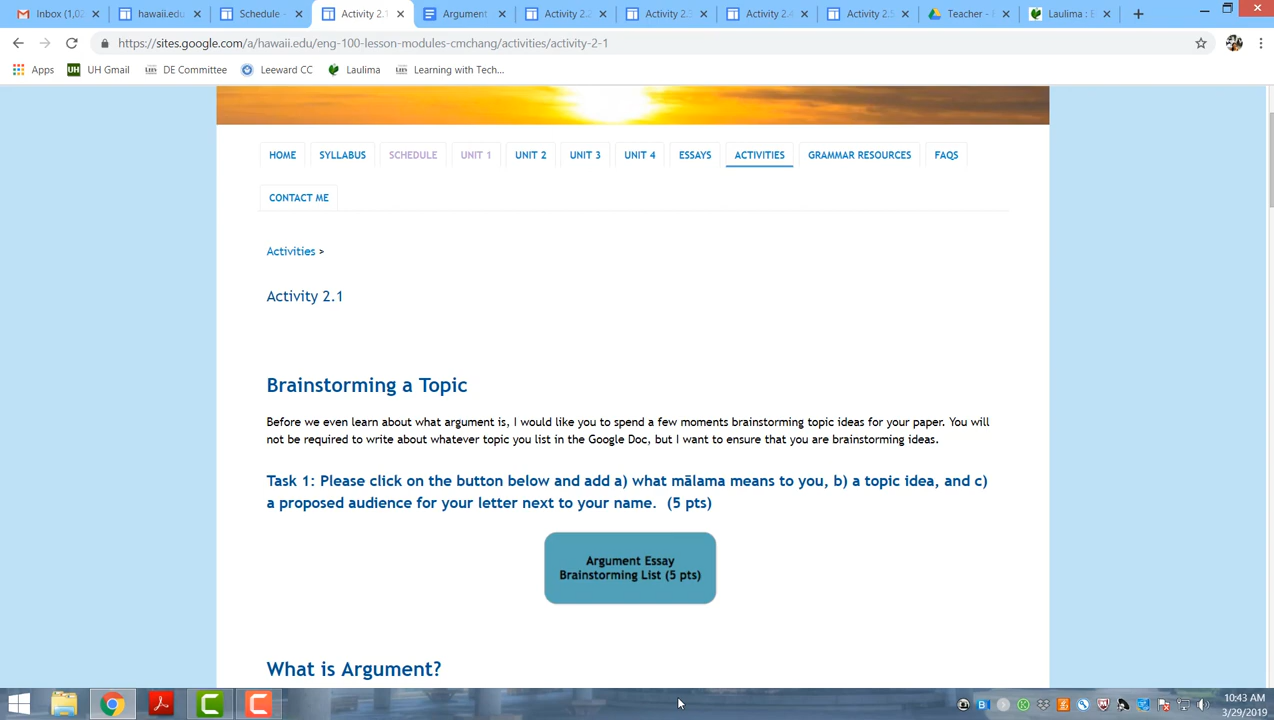 Inbox (1,02
hawaii.edu
Schedule -
Activity 2.1
Argument
Activity 2.
Activity 2.
Activity 2.
Activity 2.
Teacher -
Laulima :
https://sites.google.com/a/hawaii.edu/eng-100-lesson-modules-cmchang/activities/activity-2-1
Apps
UH Gmail
DE Committee
Leeward CC
Laulima
Learning with Tech...
HOME
SYLLABUS
SCHEDULE
UNIT 1
UNIT 2
UNIT 3
UNIT 4
ESSAYS
ACTIVITIES
GRAMMAR RESOURCES
FAQS
CONTACT ME
Activities >
Activity 2.1
Brainstorming a Topic
Before we even learn about what argument is, I would like you to spend a few moments brainstorming topic ideas for your paper. You will
not be required to write about whatever topic you list in the Google Doc, but I want to ensure that you are brainstorming ideas.
Task 1: Please click on the button below and add a) what mālama means to you, b) a topic idea, and c)
a proposed audience for your letter next to your name. (5 pts)
Argument Essay
Brainstorming List (5 pts)
What is Argument?
10:43 AM
3/29/2019